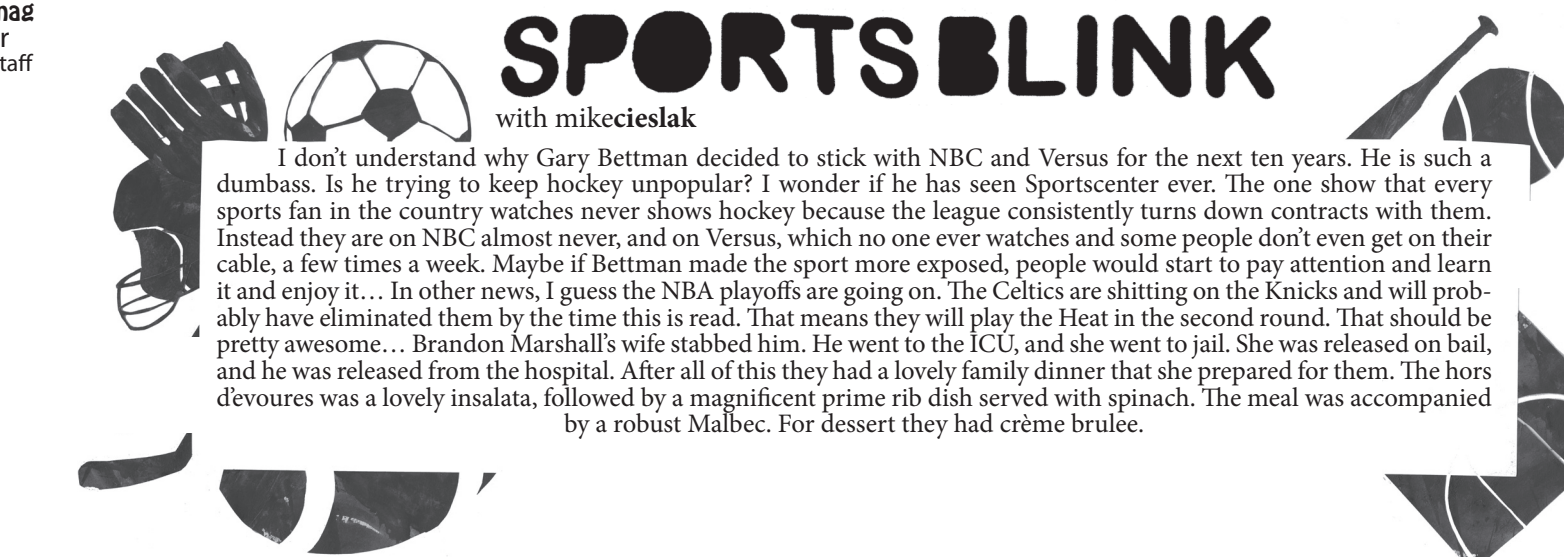 mag
r
taff
SPORTS BLINK
with mikecieslak
I don't understand why Gary Bettman decided to stick with NBC and Versus for the next ten years. He is such a
dumbass. Is he trying to keep hockey unpopular? I wonder if he has seen Sportscenter ever. The one show that every
sports fan in the country watches never shows hockey because the league consistently turns down contracts with them.
Instead they are on NBC almost never, and on Versus, which no one ever watches and some people don't even get on their
cable, a few times a week. Maybe if Bettman made the sport more exposed, people would start to pay attention and learn
it and enjoy it… In other news, I guess the NBA playoffs are going on. The Celtics are shitting on the Knicks and will prob-
ably have eliminated them by the time this is read. That means they will play the Heat in the second round. That should be
pretty awesome… Brandon Marshall's wife stabbed him. He went to the ICU, and she went to jail. She was released on bail,
and he was released from the hospital. After all of this they had a lovely family dinner that she prepared for them. The hors
d'evoures was a lovely insalata, followed by a magnificent prime rib dish served with spinach. The meal was accompanied
by a robust Malbec. For dessert they had crème brulee.